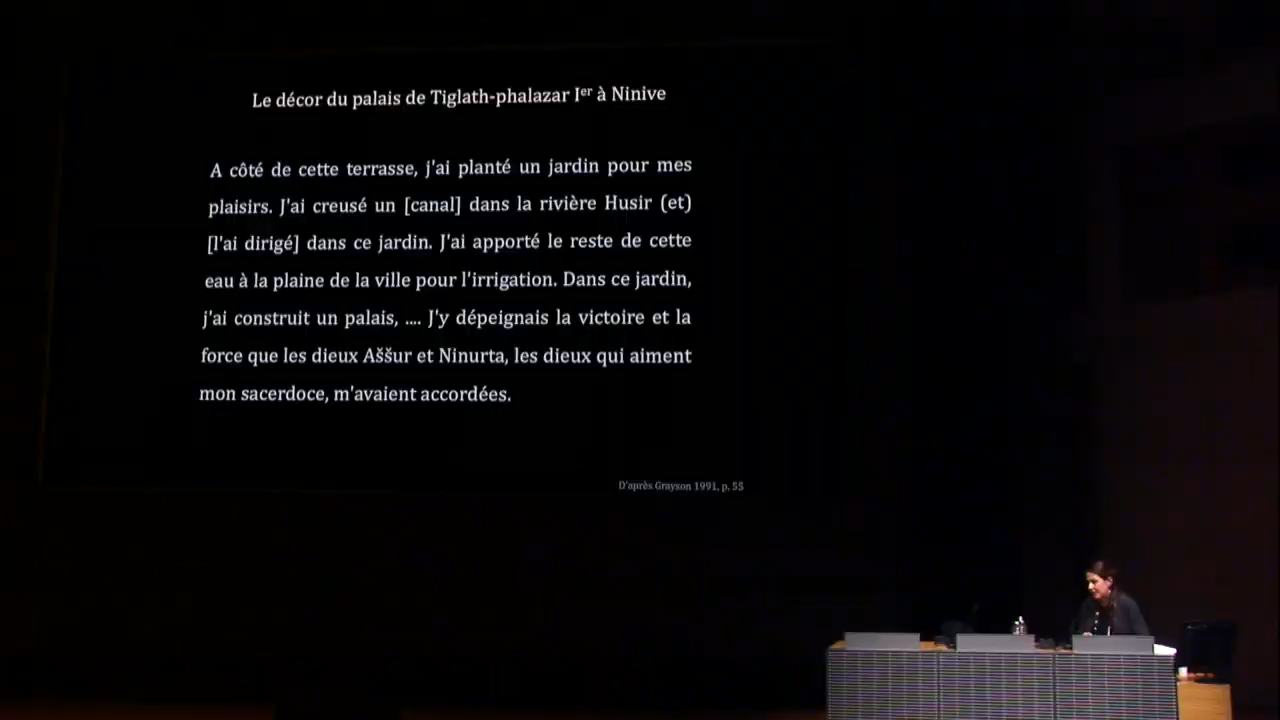 Le décor du palais de Tiglath-phalazar Ier à Ninive
A côté de cette terrasse, j'ai planté un jardin pour mes
plaisirs. J'ai creusé un [canal] dans la rivière Husir (et)
[l'ai dirigé] dans ce jardin. J'ai apporté le reste de cette
eau à la plaine de la ville pour l'irrigation. Dans ce jardin,
j'ai construit un palais, .... J'y dépeignais la victoire et la
force que les dieux Aššur et Ninurta, les dieux qui aiment
mon sacerdoce, m'avaient accordées.
D'après Grayson 1991, p. 55